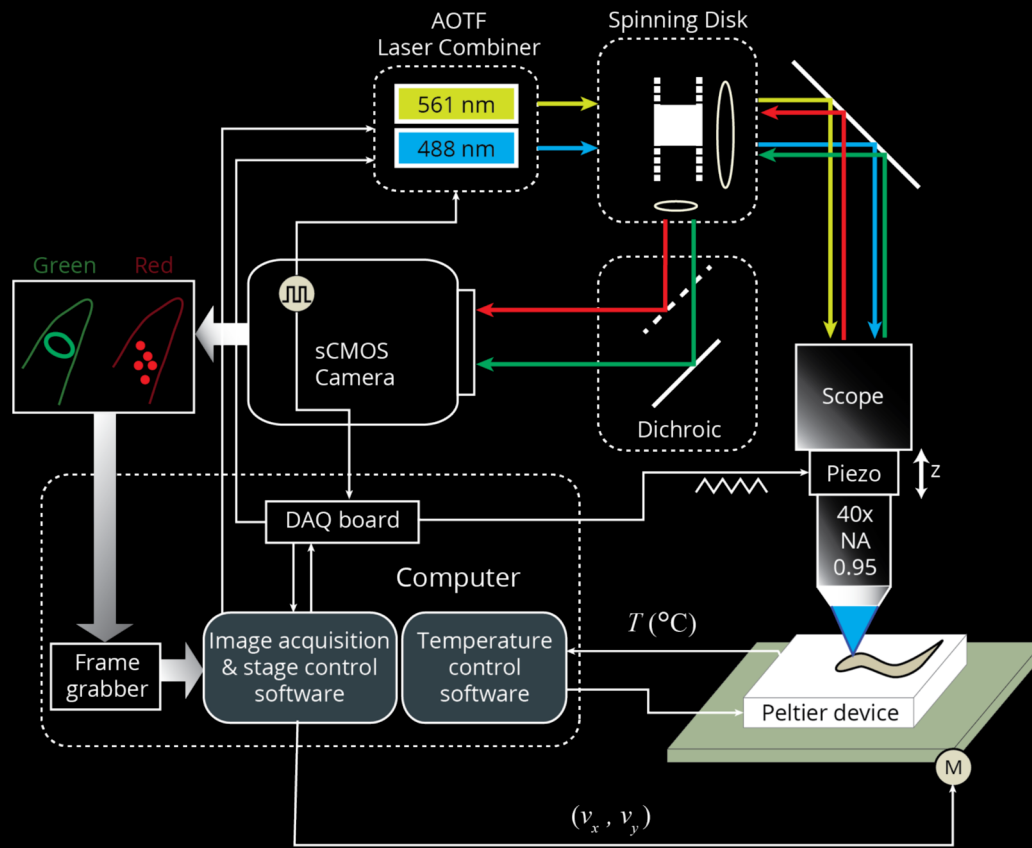 AOTF
Laser Combiner
Spinning Disk
561 nm
488 nm
Green
Red
sCMOS
Camera
Dichroic
Scope
Piezo
z
40x
NA
0.95
DAQ board
Computer
Image acquisition
& stage control
software
Temperature
control
software
T (°C)
Frame
grabber
Peltier device
M
(vₓ , vᵧ)